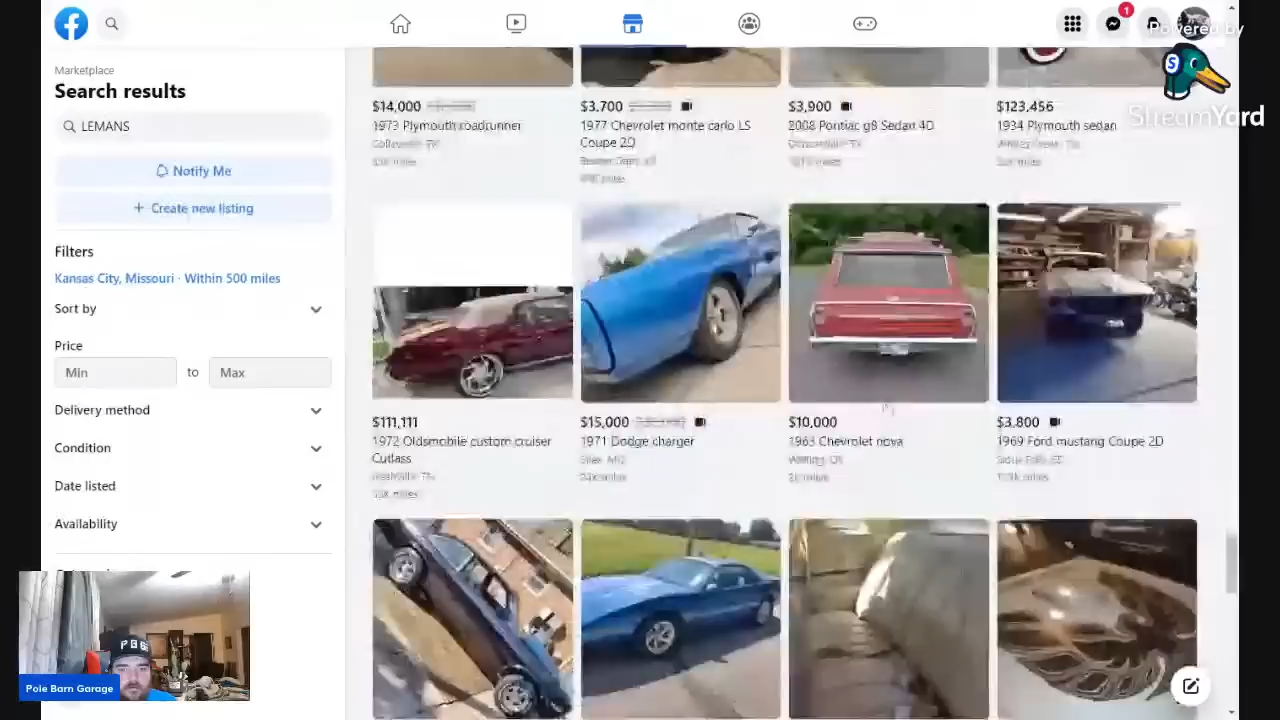 Powered by
StreamYard
1
Marketplace
Search results
LEMANS
Notify Me
+ Create new listing
Filters
Kansas City, Missouri · Within 500 miles
Sort by
Price
Min
to
Max
Delivery method
Condition
Date listed
Availability
$14,000
1973 Plymouth roadrunner
$3,700
1977 Chevrolet monte carlo LS
Coupe 2D
$3,900
2008 Pontiac g8 Sedan 4D
$123,456
1934 Plymouth sedan
$111,111
1972 Oldsmobile custom cruiser
Cutlass
$15,000
1971 Dodge charger
$10,000
1963 Chevrolet nova
$3,800
1969 Ford mustang Coupe 2D
PBG
Pole Barn Garage